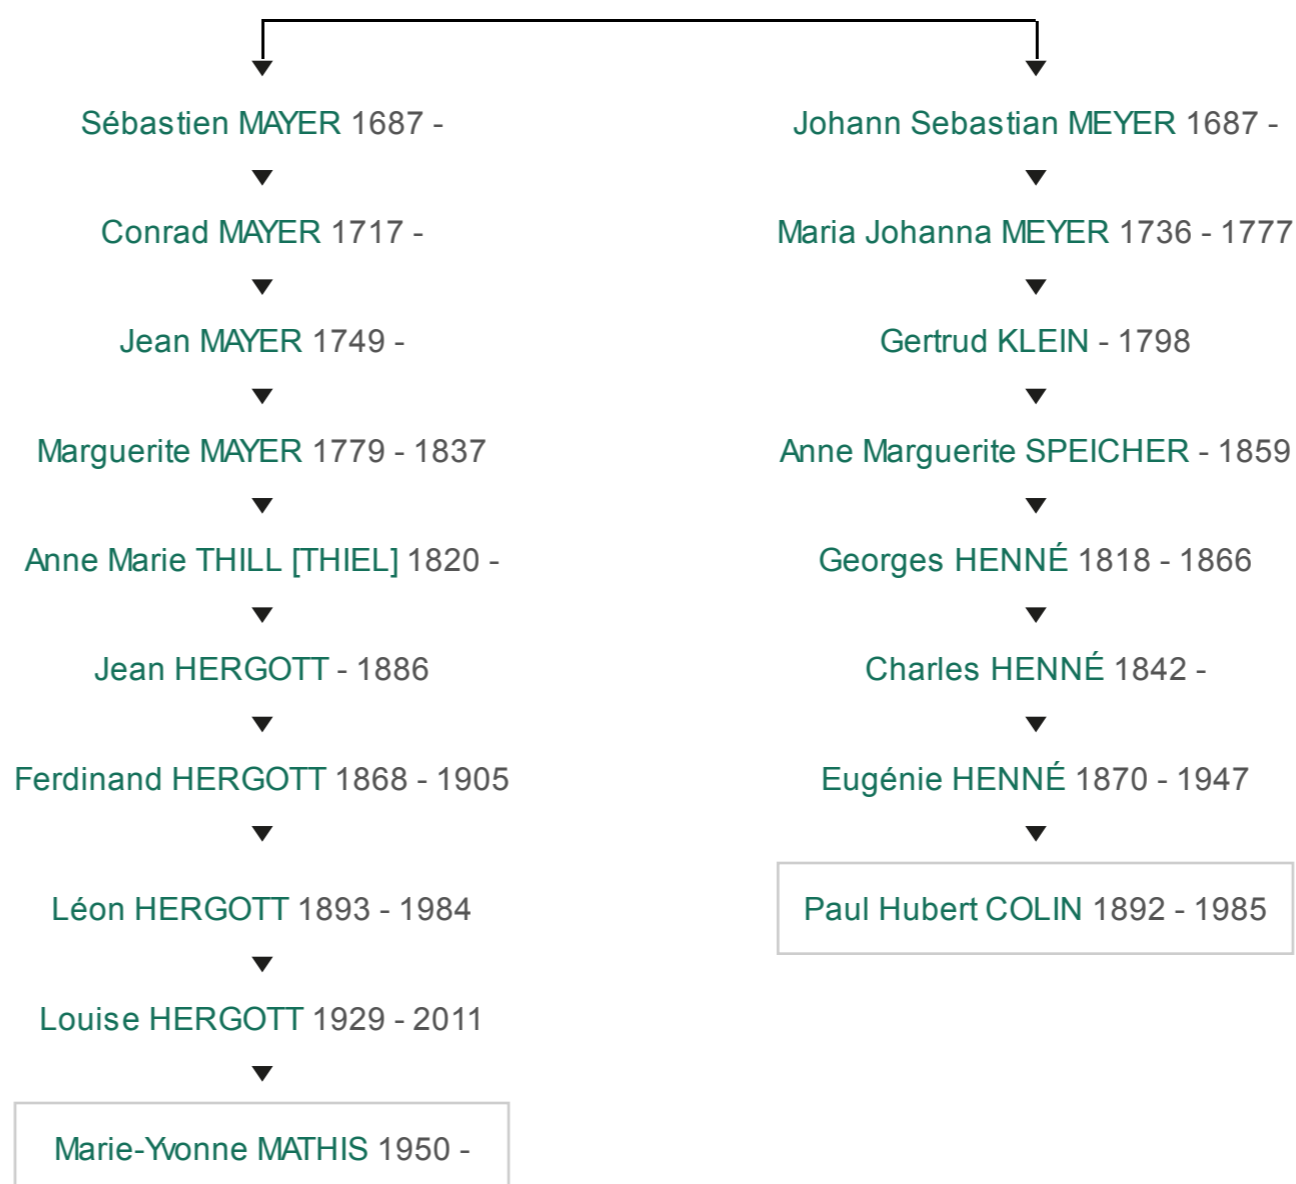 Sébastien MAYER 1687 -
Conrad MAYER 1717 -
Jean MAYER 1749 -
Marguerite MAYER 1779 - 1837
Anne Marie THILL [THIEL] 1820 -
Jean HERGOTT - 1886
Ferdinand HERGOTT 1868 - 1905
Léon HERGOTT 1893 - 1984
Louise HERGOTT 1929 - 2011
Marie-Yvonne MATHIS 1950 -
Johann Sebastian MEYER 1687 -
Maria Johanna MEYER 1736 - 1777
Gertrud KLEIN - 1798
Anne Marguerite SPEICHER - 1859
Georges HENNÉ 1818 - 1866
Charles HENNÉ 1842 -
Eugénie HENNÉ 1870 - 1947
Paul Hubert COLIN 1892 - 1985